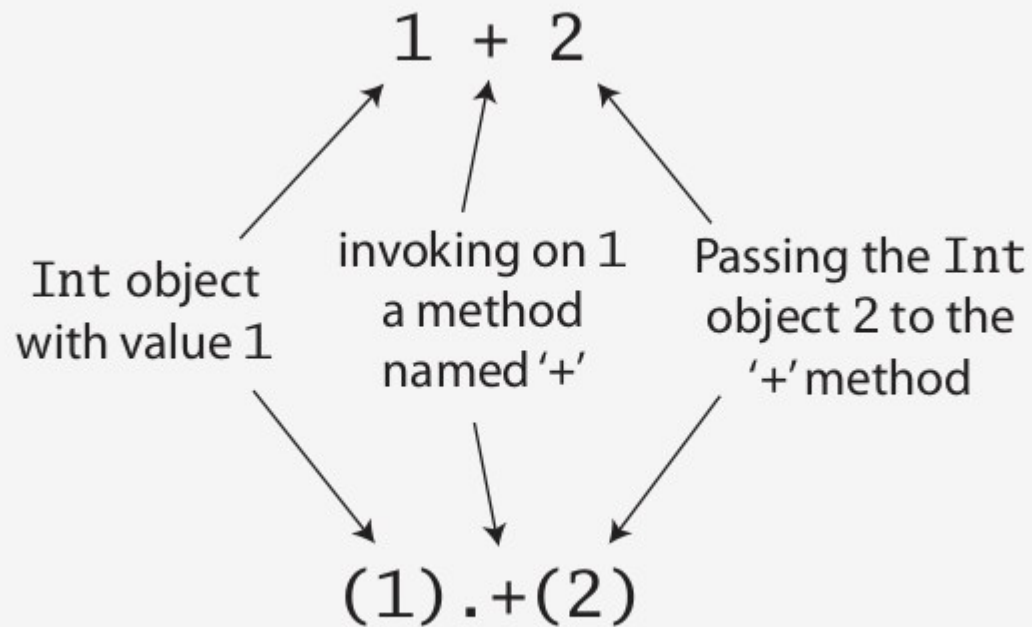 1 + 2
Int object
with value 1
invoking on 1
a method
named ‘+’
Passing the Int
object 2 to the
‘+’ method
(1).+(2)